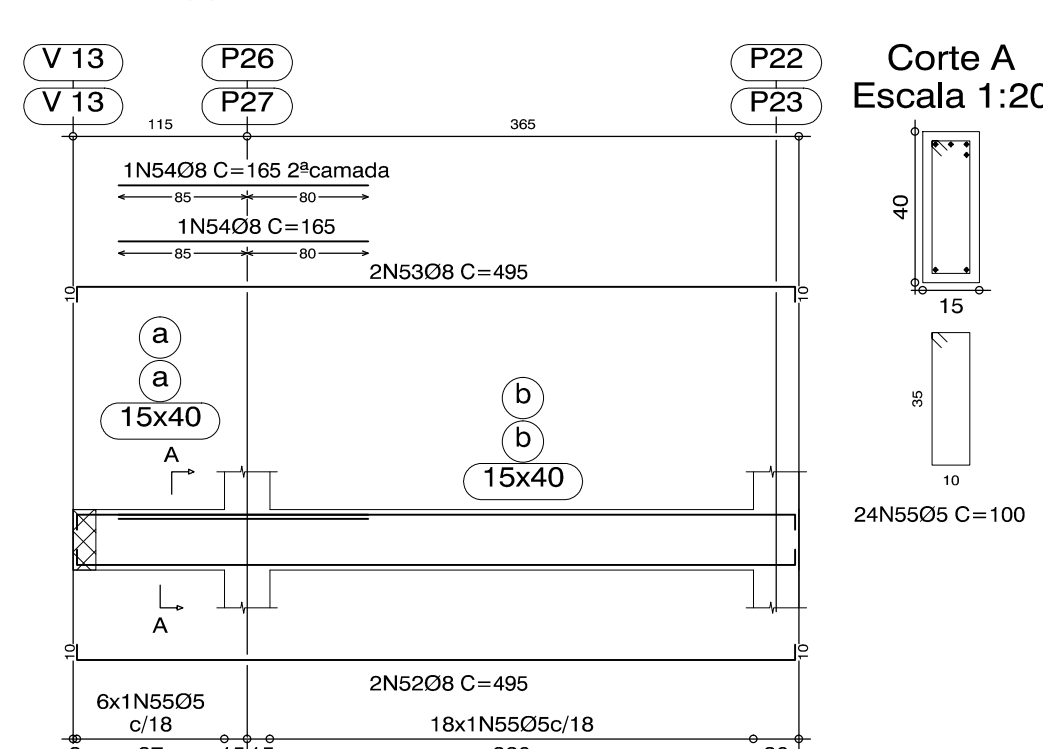 V 13 P26 P22
V 13 P27 P23
Corte A
Escala 1:20
115 365
1N54Ø8 C=165 2ªcamada
85 80
1N54Ø8 C=165
85 80
2N53Ø8 C=495
10 10
40
15
a
a
15x40
b
b
15x40
A
35
10
24N55Ø5 C=100
A
10 10
2N52Ø8 C=495
6x1N55Ø5
c/18
18x1N55Ø5c/18